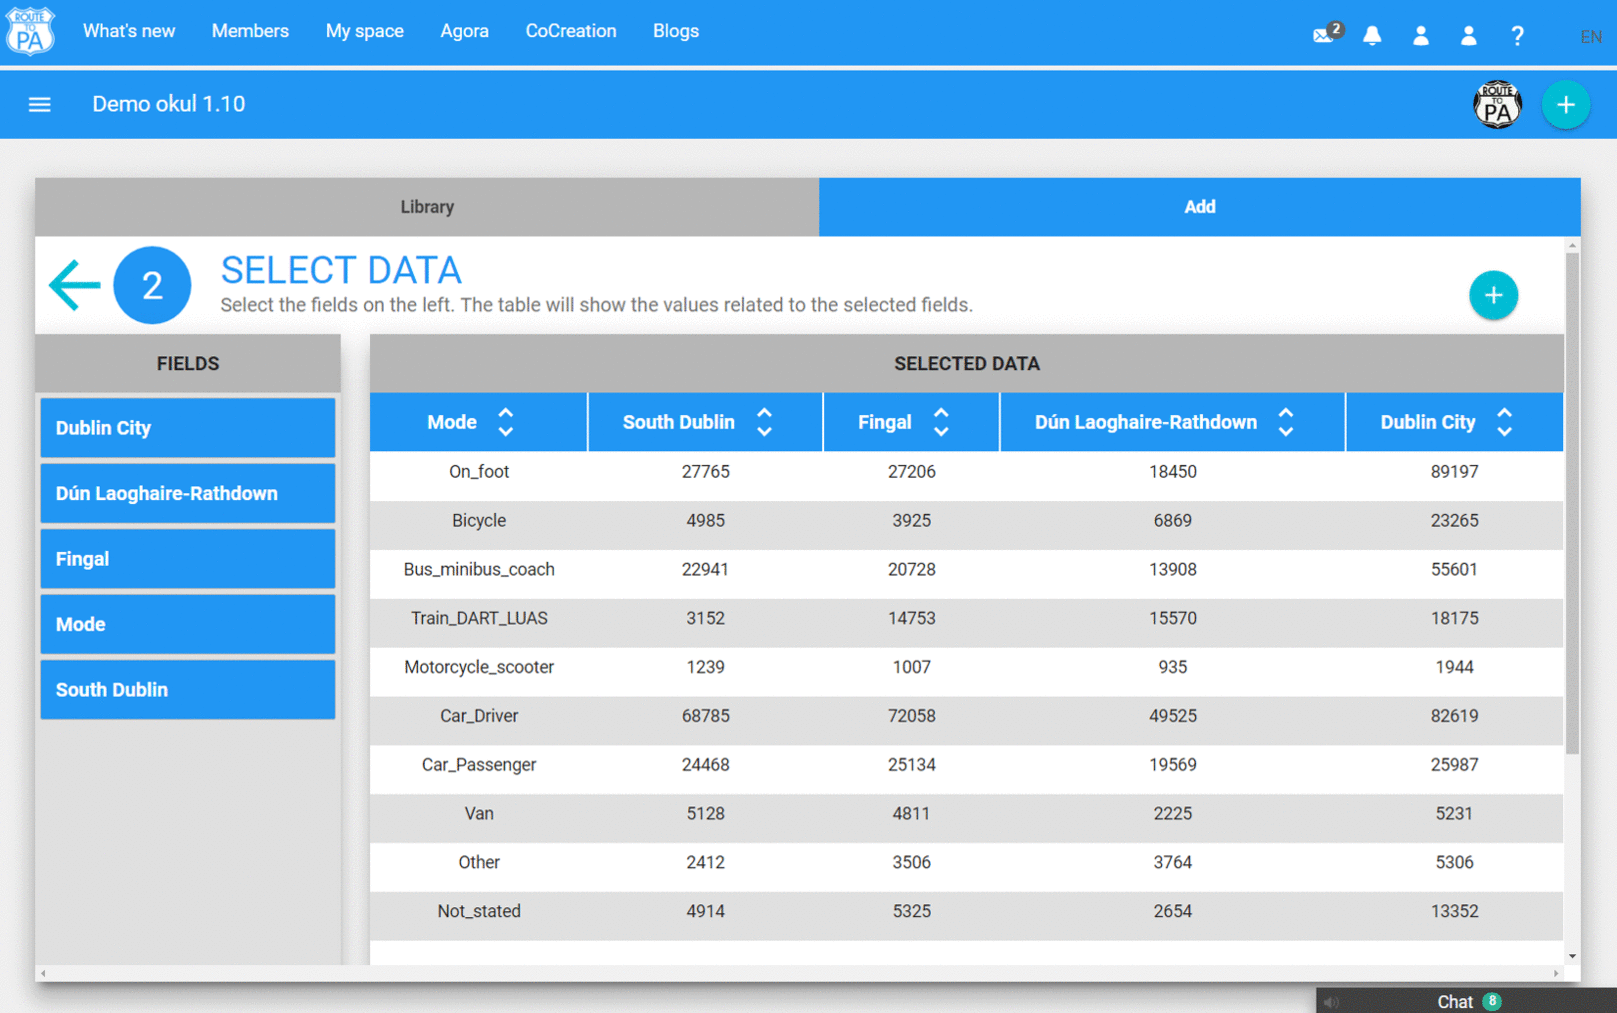 ROUTE
TO
PA
What's new Members My space Agora CoCreation Blogs 2 ? EN
Demo okul 1.10
ROUTE
TO
PA
Library Add
2
SELECT DATA
Select the fields on the left. The table will show the values related to the selected fields.
FIELDS
Dublin City
Dún Laoghaire-Rathdown
Fingal
Mode
South Dublin
SELECTED DATA
Mode South Dublin Fingal Dún Laoghaire-Rathdown Dublin City
On_foot 27765 27206 18450 89197
Bicycle 4985 3925 6869 23265
Bus_minibus_coach 22941 20728 13908 55601
Train_DART_LUAS 3152 14753 15570 18175
Motorcycle_scooter 1239 1007 935 1944
Car_Driver 68785 72058 49525 82619
Car_Passenger 24468 25134 19569 25987
Van 5128 4811 2225 5231
Other 2412 3506 3764 5306
Not_stated 4914 5325 2654 13352
Chat 8